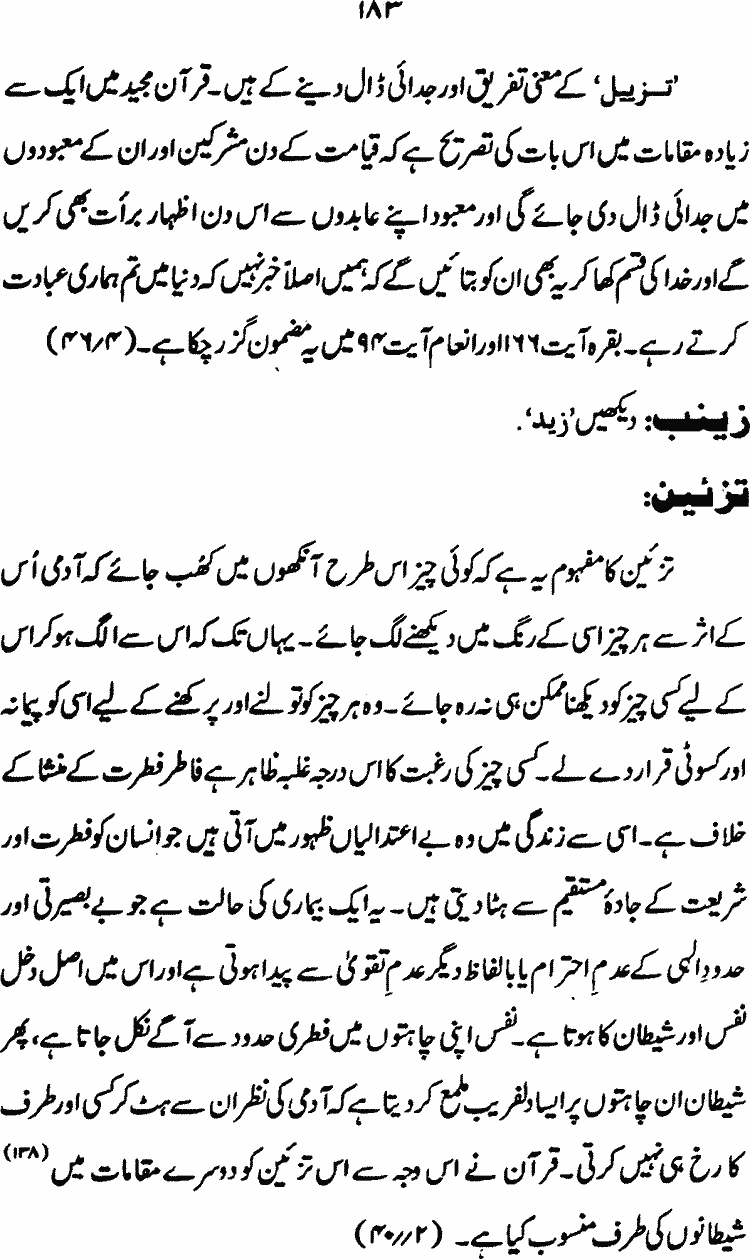 ۱۸۳
’تزییل‘ کے معنی تفریق اور جدائی ڈال دینے کے ہیں۔ قرآن مجید میں ایک سے
زیادہ مقامات میں اس بات کی تصریح ہے کہ قیامت کے دن مشرکین اور ان کے معبودوں
میں جدائی ڈال دی جائے گی اور معبود اپنے عابدوں سے اس دن اظہار برأت بھی کریں
گے اور خدا کی قسم کھا کر یہ بھی ان کو بتائیں گے کہ ہمیں اصلاً خبر نہیں کہ دنیا میں تم ہماری عبادت
کرتے رہے۔ بقرہ آیت ۱۶۶ اور انعام آیت ۹۴ میں یہ مضمون گزر چکا ہے۔ (۴۶/۴)
زینب: دیکھیں ’زید‘.
تزئین:
تزئین کا مفہوم یہ ہے کہ کوئی چیز اس طرح آنکھوں میں کھُب جائے کہ آدمی اُس
کے اثر سے ہر چیز اسی کے رنگ میں دیکھنے لگ جائے۔ یہاں تک کہ اس سے الگ ہو کر اس
کے لیے کسی چیز کو دیکھنا ممکن ہی نہ رہ جائے۔ وہ ہر چیز کو تولنے اور پرکھنے کے لیے اسی کو پیمانہ
اور کسوٹی قرار دے لے۔ کسی چیز کی رغبت کا اس درجہ غلبہ ظاہر ہے فاطر فطرت کے منشا کے
خلاف ہے۔ اسی سے زندگی میں وہ بے اعتدالیاں ظہور میں آتی ہیں جو انسان کو فطرت اور
شریعت کے جادۂ مستقیم سے ہٹا دیتی ہیں۔ یہ ایک بیماری کی حالت ہے جو بے بصیرتی اور
حدودِ الٰہی کے عدمِ احترام یا بالفاظ دیگر عدمِ تقویٰ سے پیدا ہوتی ہے اور اس میں اصل دخل
نفس اور شیطان کا ہوتا ہے۔ نفس اپنی چاہتوں میں فطری حدود سے آگے نکل جاتا ہے، پھر
شیطان ان چاہتوں پر ایسا دلفریب ملمع کر دیتا ہے کہ آدمی کی نظر ان سے ہٹ کر کسی اور طرف
کا رخ ہی نہیں کرتی۔ قرآن نے اس وجہ سے اس تزئین کو دوسرے مقامات میں (۱۳۸)
شیطانوں کی طرف منسوب کیا ہے۔ (۴۰//۲)